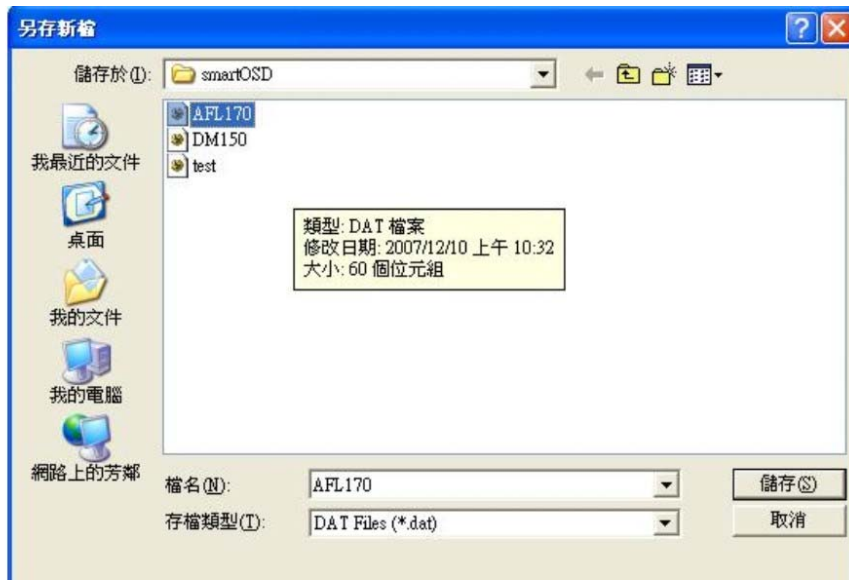 另存新檔
儲存於(I):
smartOSD
AFL170
DM150
test
類型: DAT 檔案
修改日期: 2007/12/10 上午 10:32
大小: 60 個位元組
我最近的文件
桌面
我的文件
我的電腦
網路上的芳鄰
檔名(N):
AFL170
儲存(S)
存檔類型(T):
DAT Files (*.dat)
取消